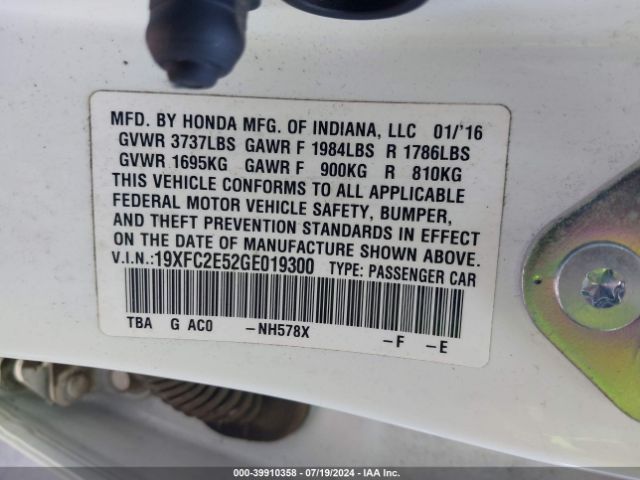 MFD. BY HONDA MFG. OF INDIANA, LLC 01/'16
GVWR 3737LBS GAWR F 1984LBS R 1786LBS
GVWR 1695KG GAWR F 900KG R 810KG
THIS VEHICLE CONFORMS TO ALL APPLICABLE
FEDERAL MOTOR VEHICLE SAFETY, BUMPER,
AND THEFT PREVENTION STANDARDS IN EFFECT
ON THE DATE OF MANUFACTURE SHOWN ABOVE.
V.I.N.:19XFC2E52GE019300 TYPE: PASSENGER CAR
TBA G AC0 –NH578X –F –E
000-39910358 - 07/19/2024 - IAA Inc.